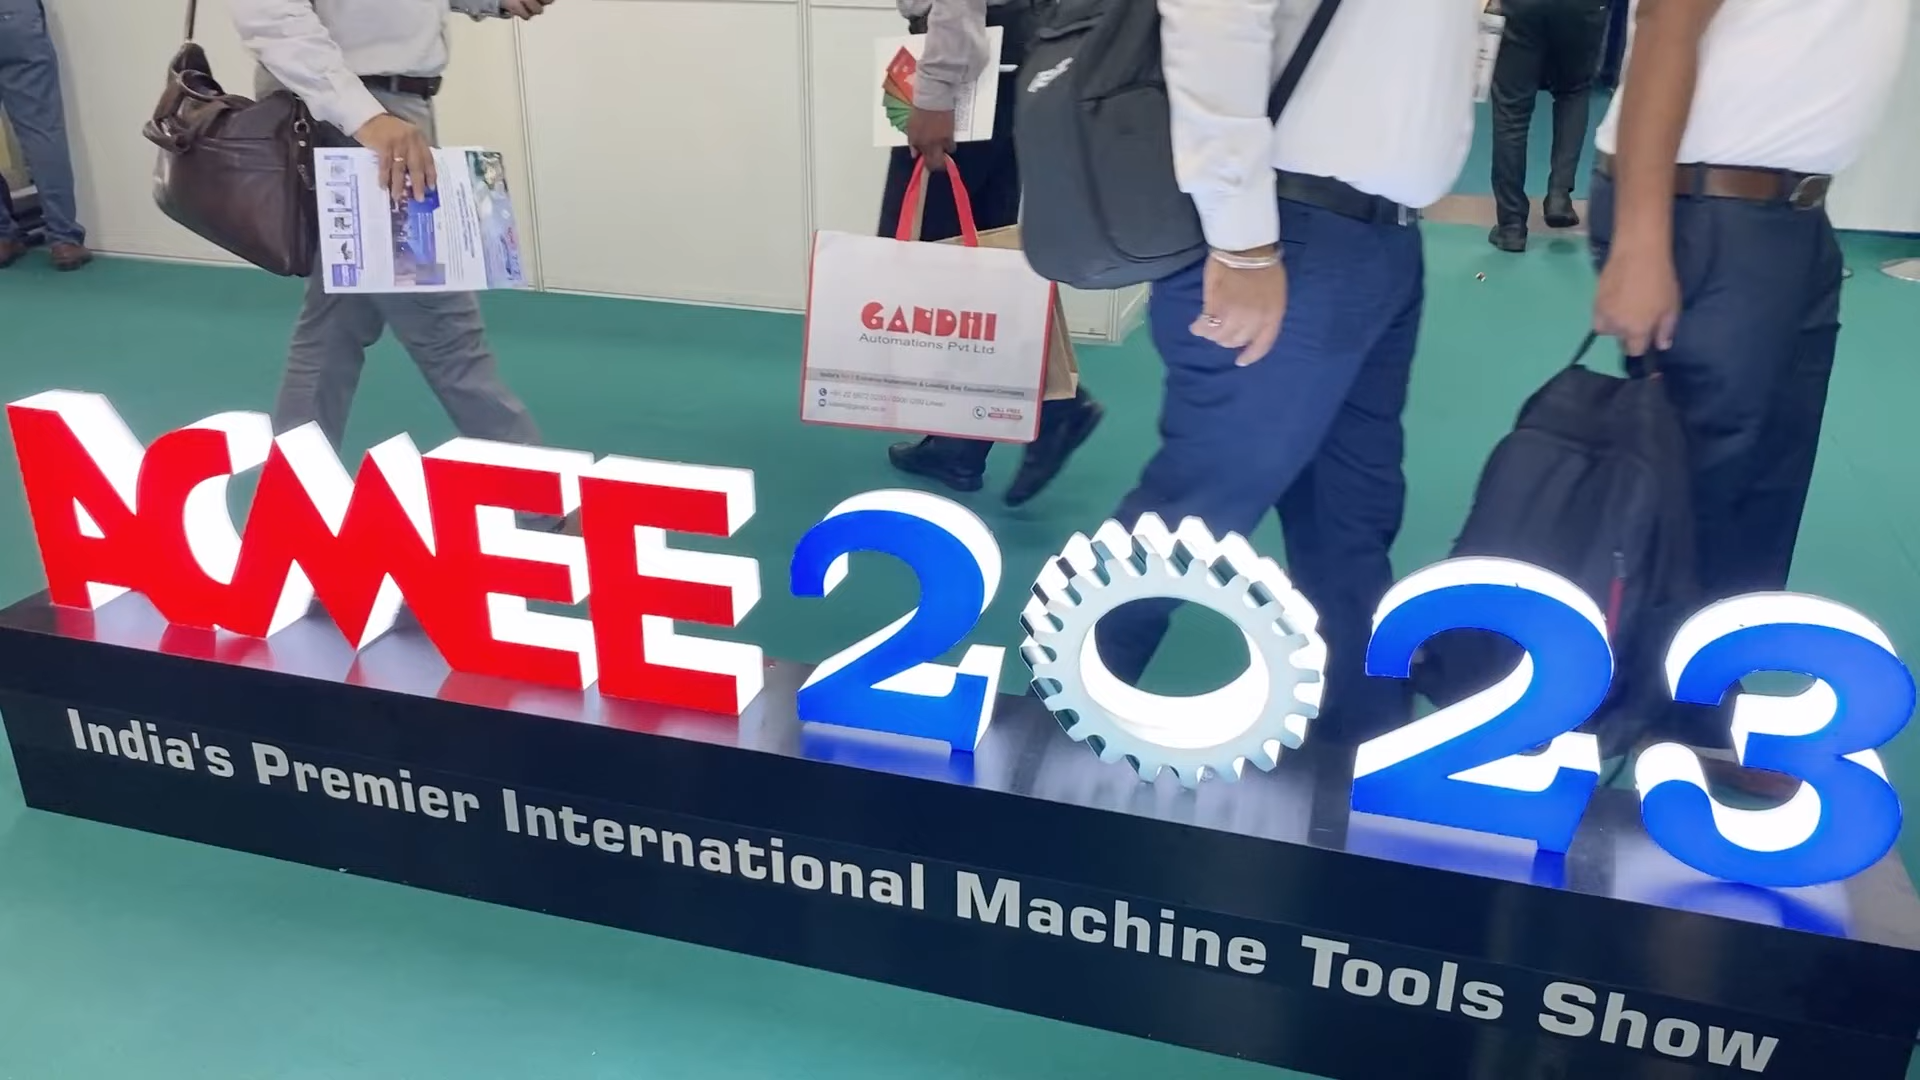 GANDHI
Automations Pvt Ltd
ACMEE 2023
India's Premier International Machine Tools Show